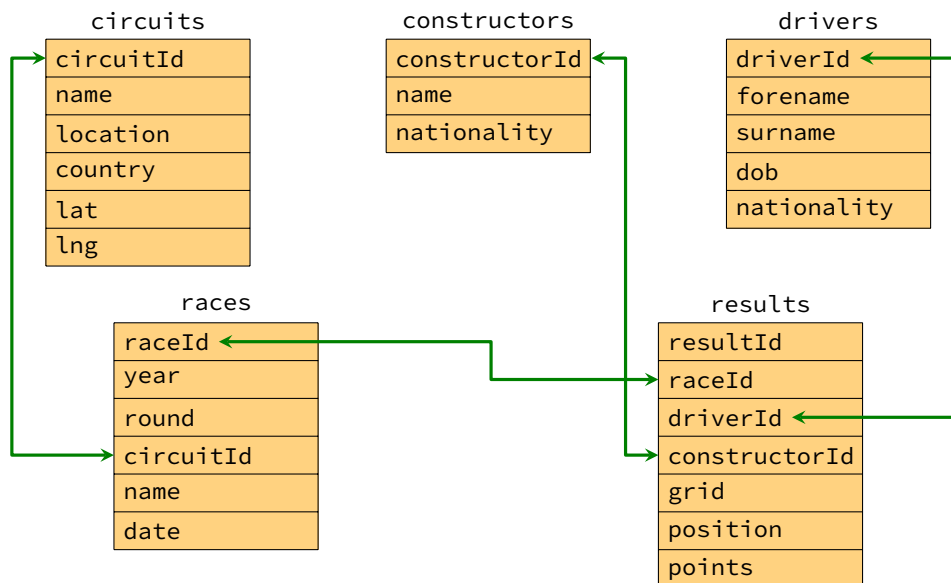 circuits
circuitId
name
location
country
lat
lng
constructors
constructorId
name
nationality
drivers
driverId
forename
surname
dob
nationality
races
raceId
year
round
circuitId
name
date
results
resultId
raceId
driverId
constructorId
grid
position
points